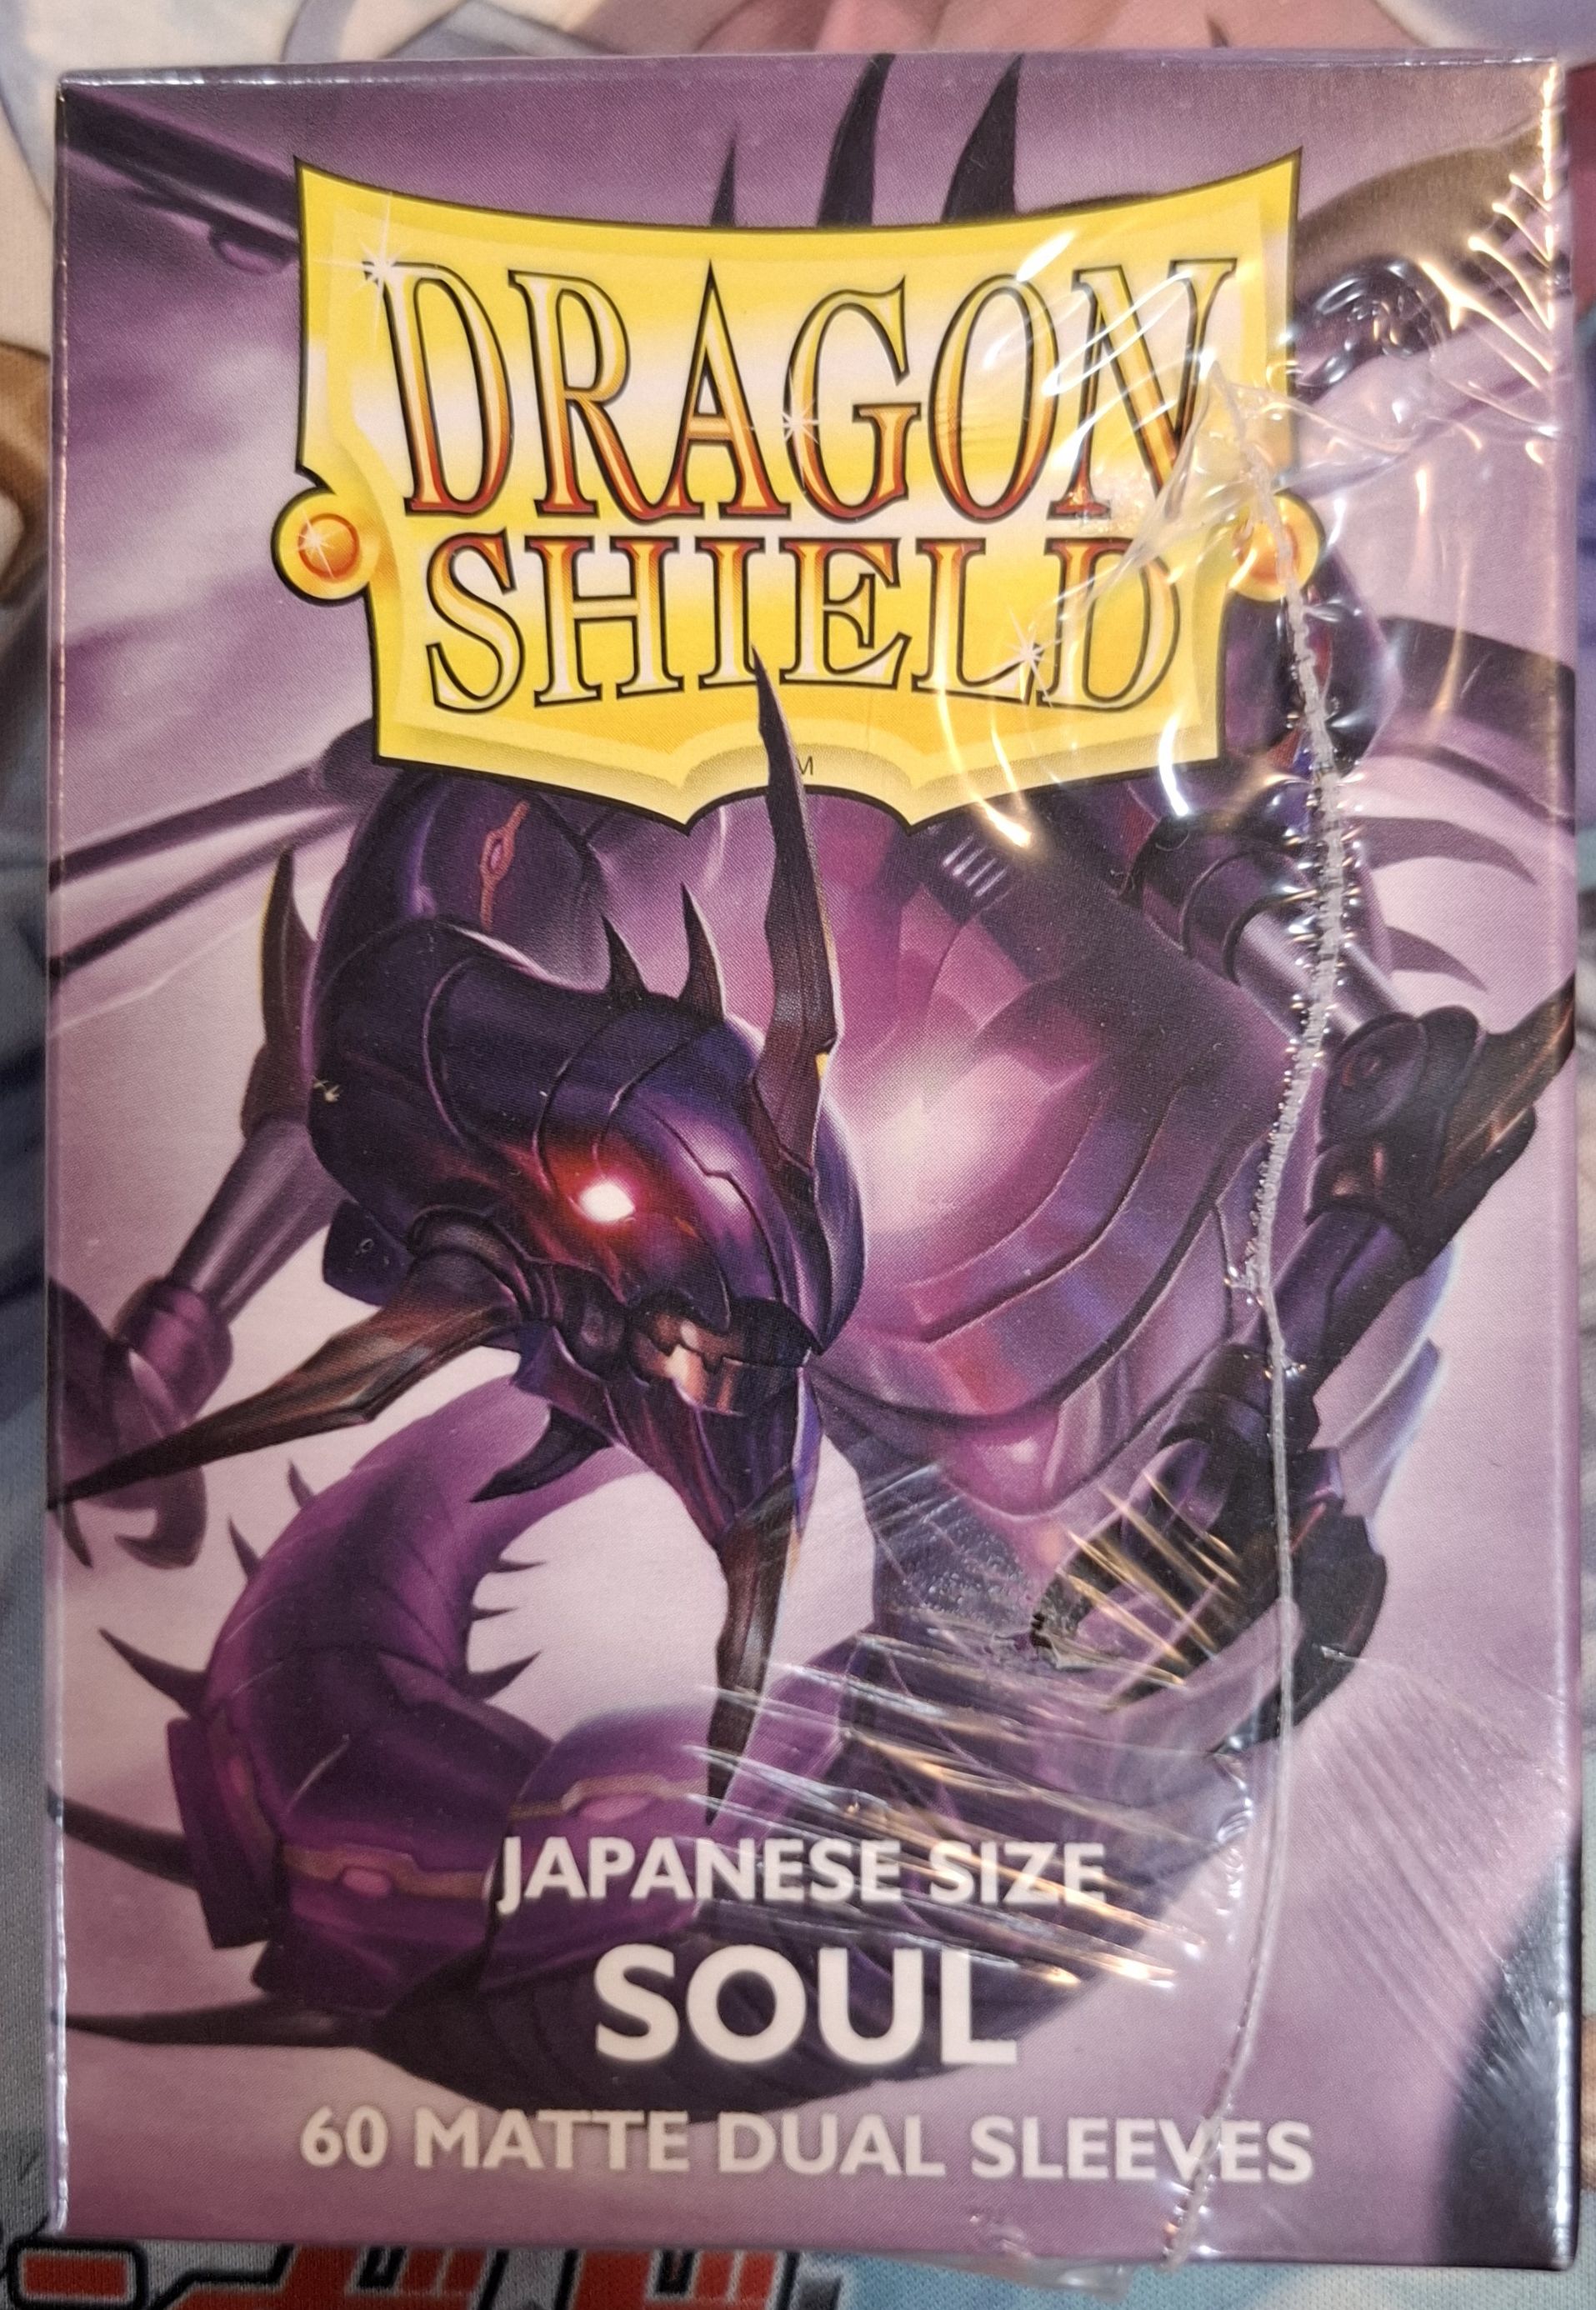 DRAGON
SHIELD
JAPANESE SIZE
SOUL
60 MATTE DUAL SLEEVES